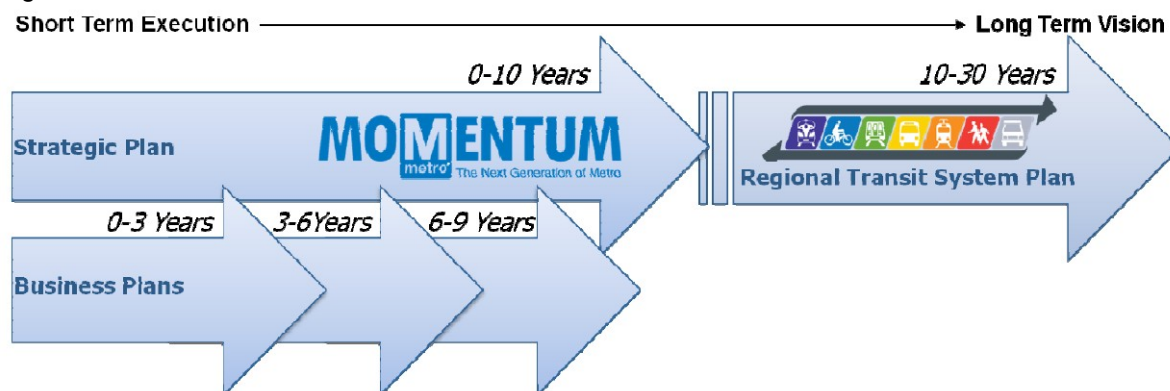 Short Term Execution
Long Term Vision
0-10 Years
10-30 Years
Strategic Plan
MOMENTUM
metro
The Next Generation of Metro
Regional Transit System Plan
0-3 Years
3-6Years
6-9 Years
Business Plans